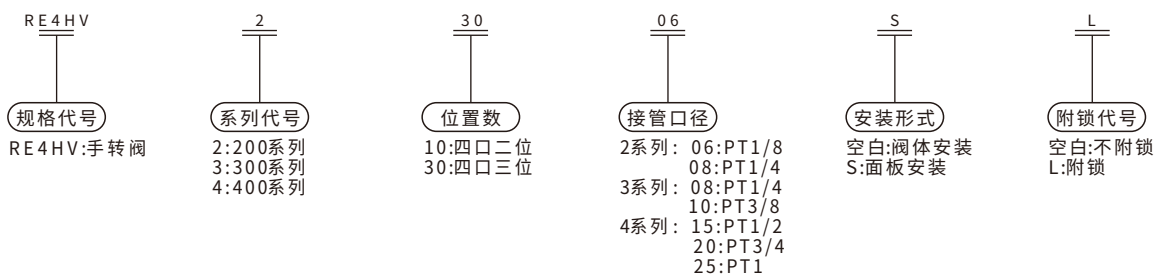 RE4HV 2 30 06 S L
规格代号 系列代号 位置数 接管口径 安装形式 附锁代号
RE4HV:手转阀
2:200系列
3:300系列
4:400系列
10:四口二位
30:四口三位
2系列: 06:PT1/8
08:PT1/4
3系列: 08:PT1/4
10:PT3/8
4系列: 15:PT1/2
20:PT3/4
25:PT1
空白:阀体安装
S:面板安装
空白:不附锁
L:附锁